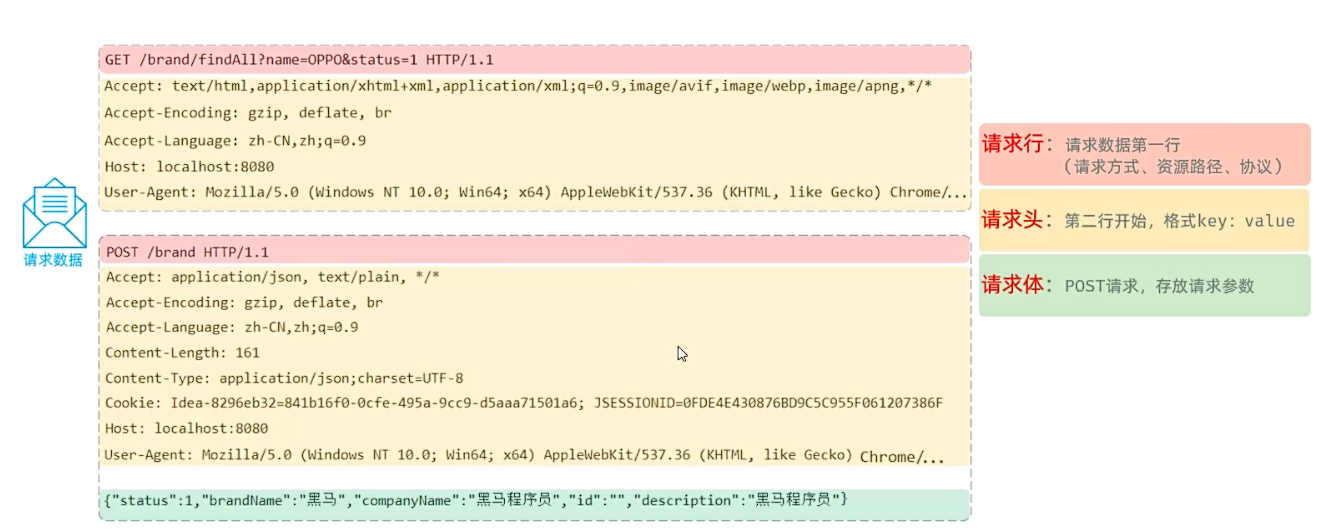 GET /brand/findAll?name=OPPO&status=1 HTTP/1.1
Accept: text/html,application/xhtml+xml,application/xml;q=0.9,image/avif,image/webp,image/apng,*/*
Accept-Encoding: gzip, deflate, br
Accept-Language: zh-CN,zh;q=0.9
Host: localhost:8080
User-Agent: Mozilla/5.0 (Windows NT 10.0; Win64; x64) AppleWebKit/537.36 (KHTML, like Gecko) Chrome/...
请求数据
POST /brand HTTP/1.1
Accept: application/json, text/plain, */*
Accept-Encoding: gzip, deflate, br
Accept-Language: zh-CN,zh;q=0.9
Content-Length: 161
Content-Type: application/json;charset=UTF-8
Cookie: Idea-8296eb32=841b16f0-0cfe-495a-9cc9-d5aaa71501a6; JSESSIONID=0FDE4E430876BD9C5C955F061207386F
Host: localhost:8080
User-Agent: Mozilla/5.0 (Windows NT 10.0; Win64; x64) AppleWebKit/537.36 (KHTML, like Gecko) Chrome/...
{"status":1,"brandName":"黑马","companyName":"黑马程序员","id":"","description":"黑马程序员"}
请求行：请求数据第一行
（请求方式、资源路径、协议）
请求头：第二行开始，格式key：value
请求体：POST请求，存放请求参数